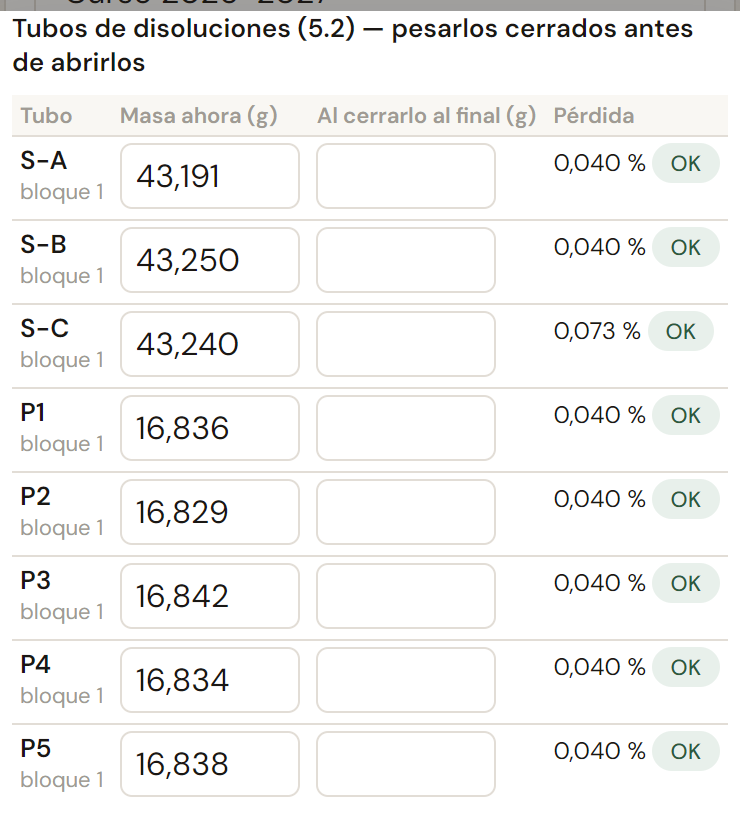 Tubos de disoluciones (5.2) — pesarlos cerrados antes
de abrirlos
Tubo Masa ahora (g) Al cerrarlo al final (g) Pérdida
S-A 43,191 0,040 % OK
bloque 1
S-B 43,250 0,040 % OK
bloque 1
S-C 43,240 0,073 % OK
bloque 1
P1 16,836 0,040 % OK
bloque 1
P2 16,829 0,040 % OK
bloque 1
P3 16,842 0,040 % OK
bloque 1
P4 16,834 0,040 % OK
bloque 1
P5 16,838 0,040 % OK
bloque 1